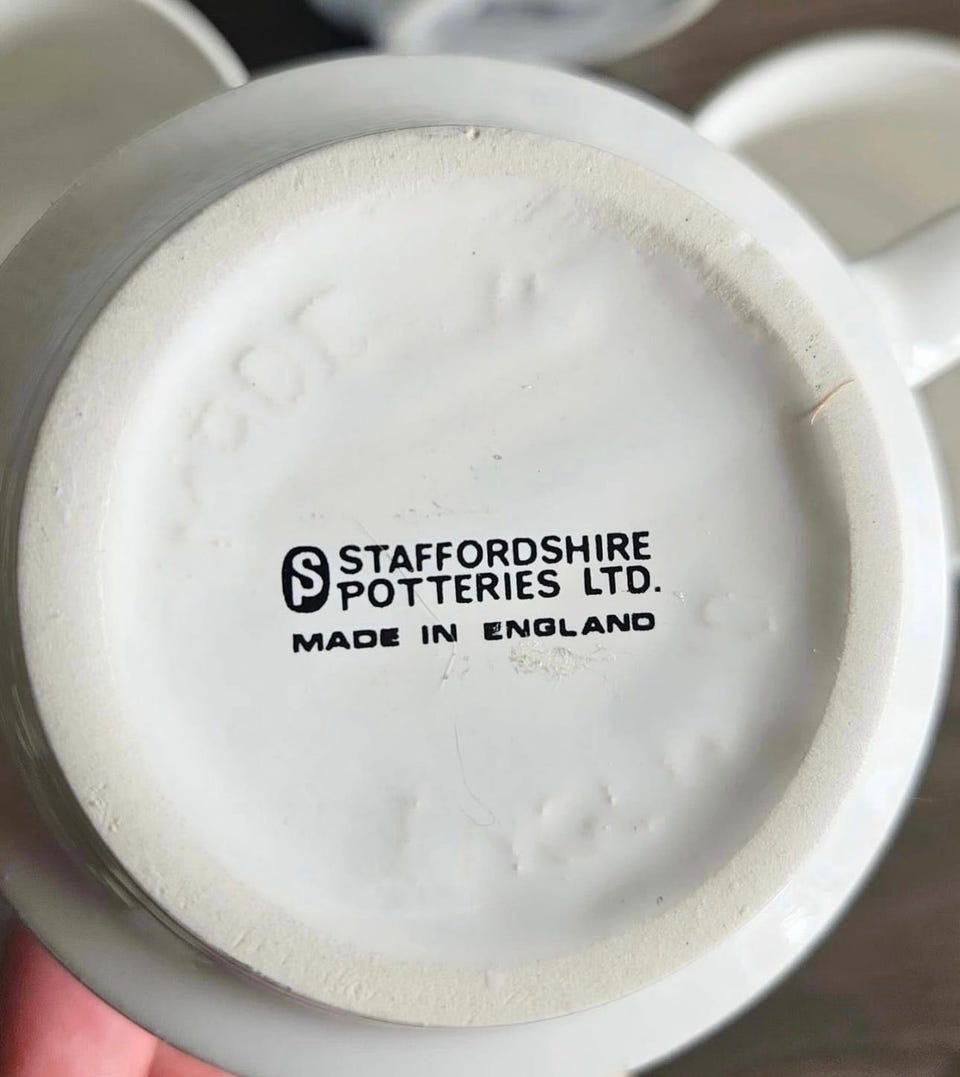 STAFFORDSHIRE
POTTERIES LTD.
MADE IN ENGLAND